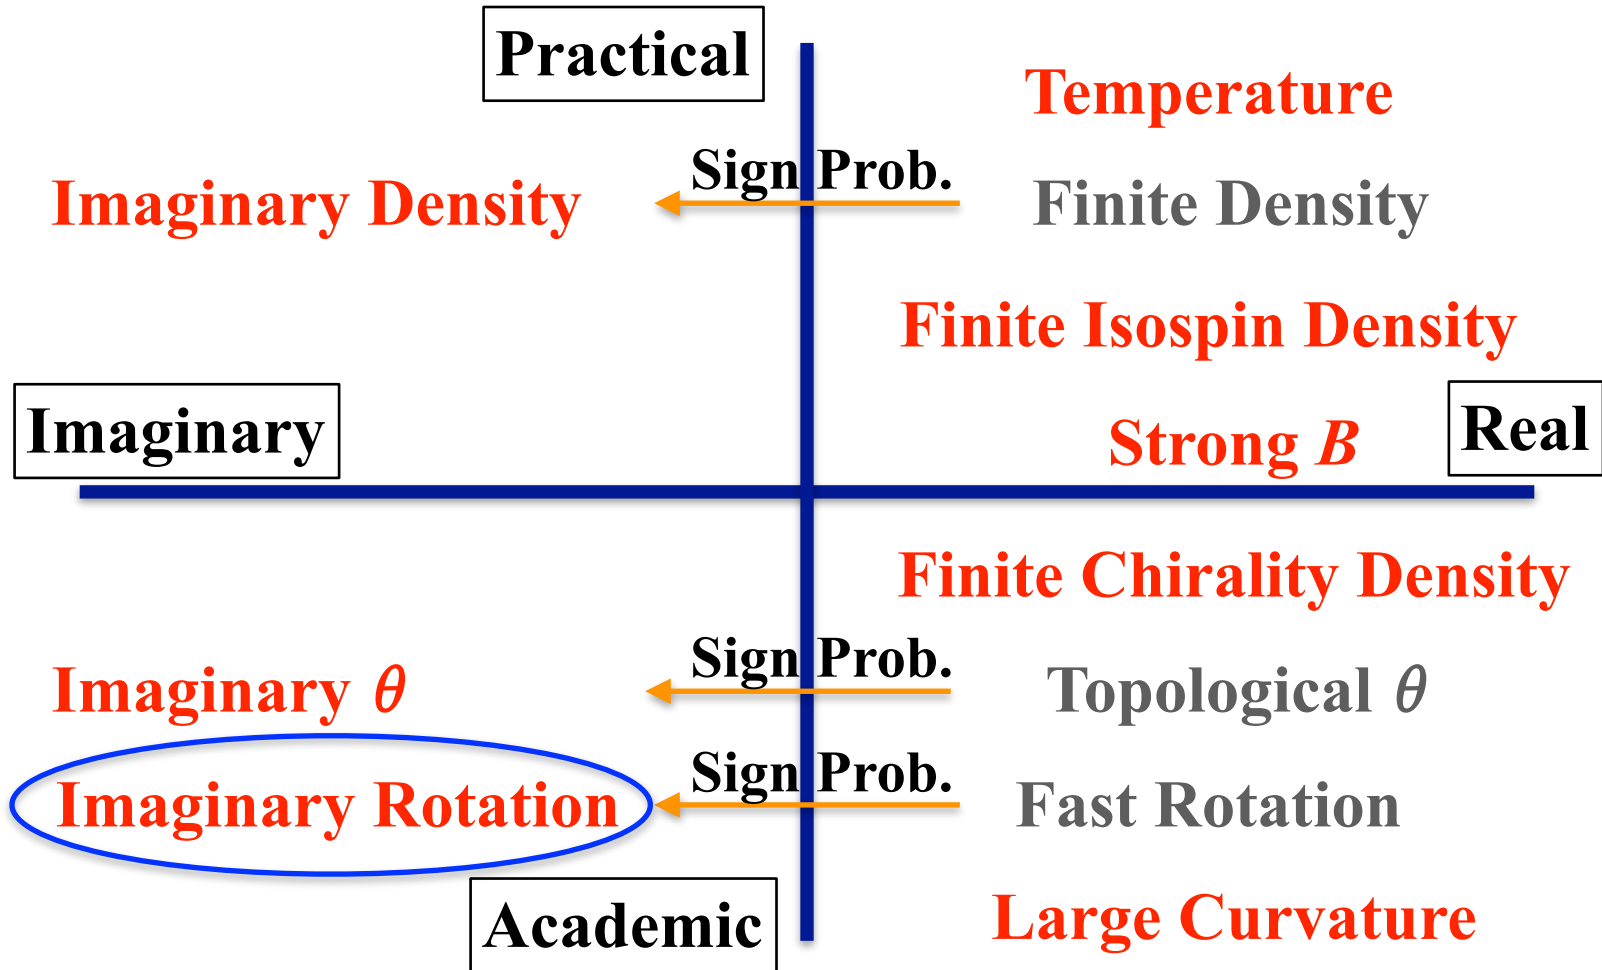 Practical
Temperature
Sign Prob.
Imaginary Density
Finite Density
Finite Isospin Density
Imaginary
Real
Strong B
Finite Chirality Density
Sign Prob.
Imaginary θ
Topological θ
Sign Prob.
Imaginary Rotation
Fast Rotation
Academic
Large Curvature